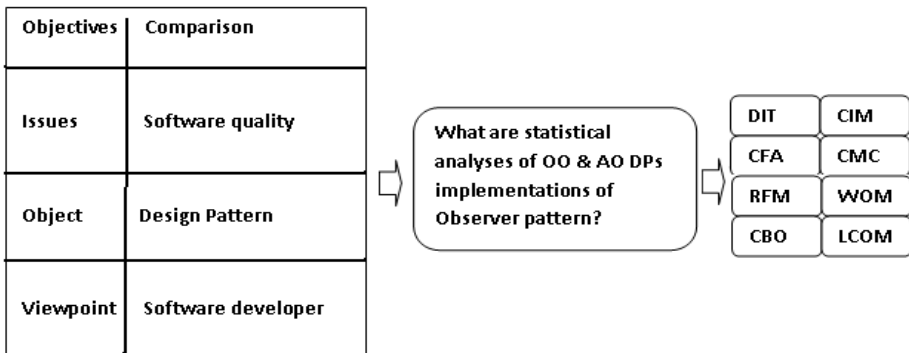 Objectives Comparison
Issues Software quality
Object Design Pattern
Viewpoint Software developer
What are statistical
analyses of OO & AO DPs
implementations of
Observer pattern?
DIT CIM
CFA CMC
RFM WOM
CBO LCOM